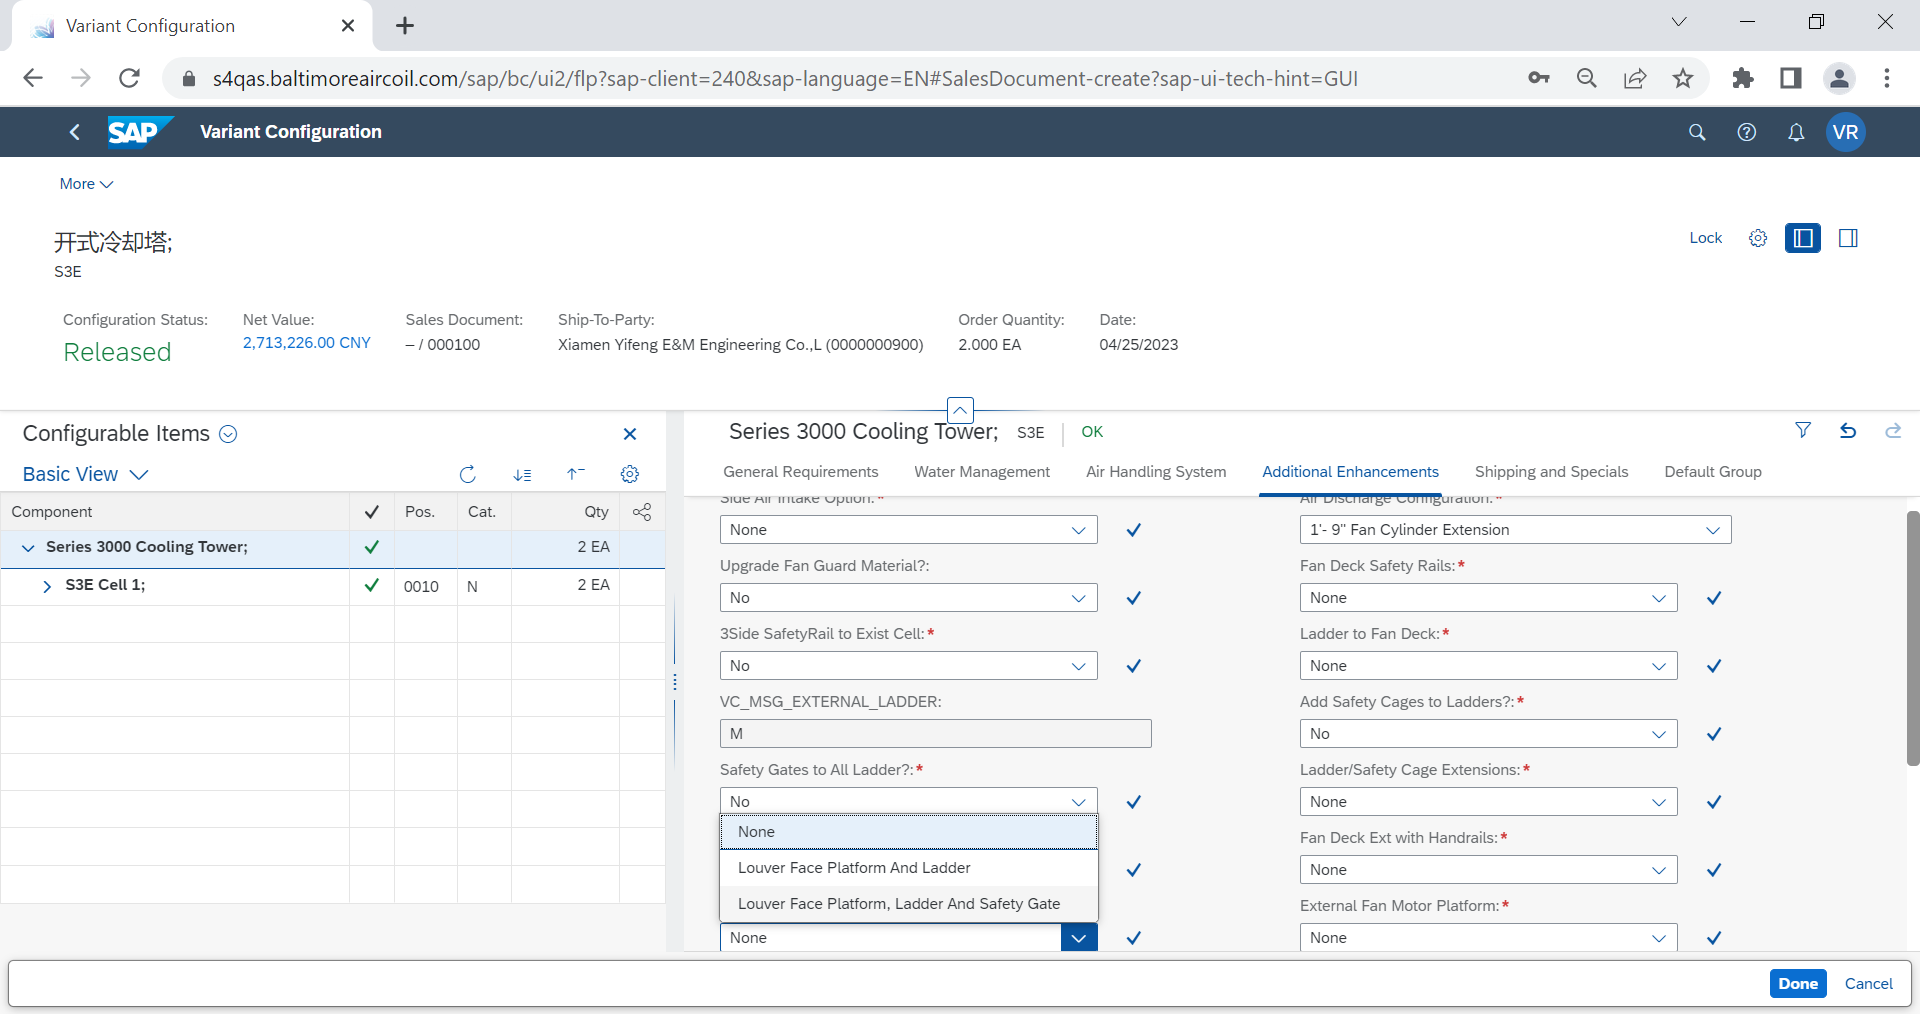 Variant Configuration
s4qas.baltimoreaircoil.com/sap/bc/ui2/flp?sap-client=240&sap-language=EN#SalesDocument-create?sap-ui-tech-hint=GUI
SAP
Variant Configuration
VR
More
开式冷却塔;
S3E
Lock
Configuration Status:
Released
Net Value:
2,713,226.00 CNY
Sales Document:
– / 000100
Ship-To-Party:
Xiamen Yifeng E&M Engineering Co.,L (0000000900)
Order Quantity:
2.000 EA
Date:
04/25/2023
Configurable Items
Basic View
Component Pos. Cat. Qty
Series 3000 Cooling Tower; 2 EA
S3E Cell 1; 0010 N 2 EA
Series 3000 Cooling Tower; S3E OK
General Requirements Water Management Air Handling System Additional Enhancements Shipping and Specials Default Group
Side Air Intake Option:*
None
Air Discharge Configuration:*
1'- 9" Fan Cylinder Extension
Upgrade Fan Guard Material?:
No
Fan Deck Safety Rails:*
None
3Side SafetyRail to Exist Cell:*
No
Ladder to Fan Deck:*
None
VC_MSG_EXTERNAL_LADDER:
M
Add Safety Cages to Ladders?:*
No
Safety Gates to All Ladder?:*
No
Ladder/Safety Cage Extensions:*
None
None
Louver Face Platform And Ladder
Louver Face Platform, Ladder And Safety Gate
None
Fan Deck Ext with Handrails:*
None
External Fan Motor Platform:*
None
Done
Cancel